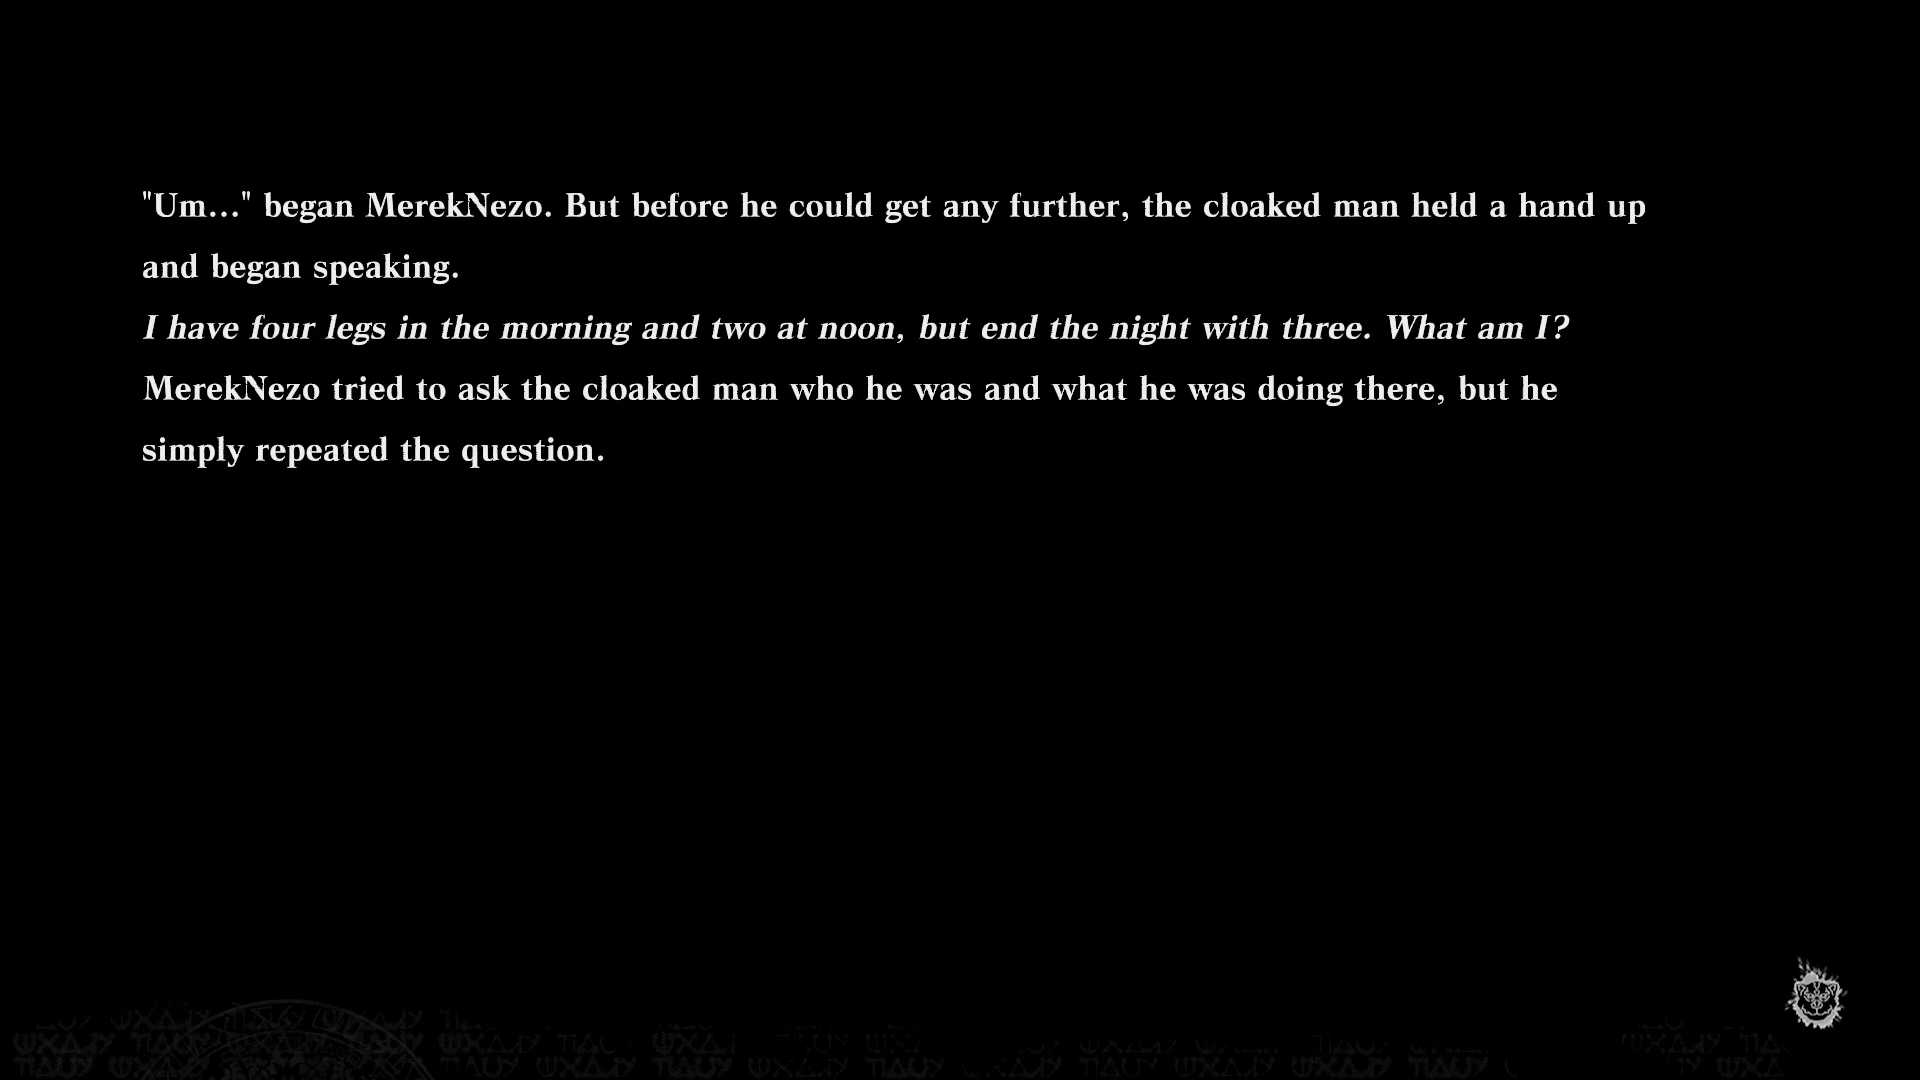 "Um..." began MerekNezo. But before he could get any further, the cloaked man held a hand up
and began speaking.
I have four legs in the morning and two at noon, but end the night with three. What am I?
MerekNezo tried to ask the cloaked man who he was and what he was doing there, but he
simply repeated the question.